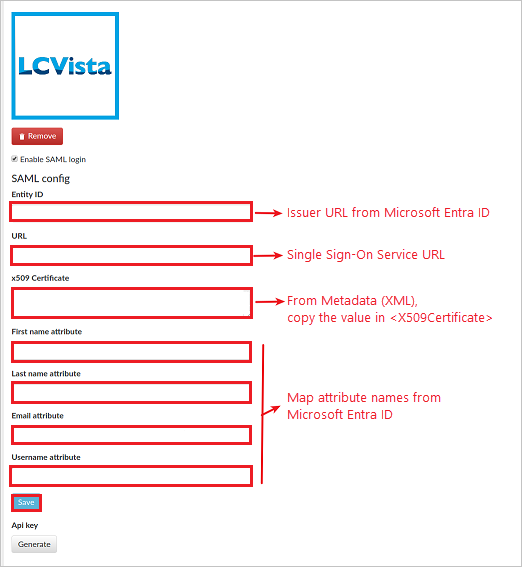 LCVista
Remove
Enable SAML login
SAML config
Entity ID
Issuer URL from Microsoft Entra ID
URL
Single Sign-On Service URL
x509 Certificate
From Metadata (XML),
copy the value in <X509Certificate>
First name attribute
Last name attribute
Map attribute names from
Microsoft Entra ID
Email attribute
Username attribute
Save
Api key
Generate